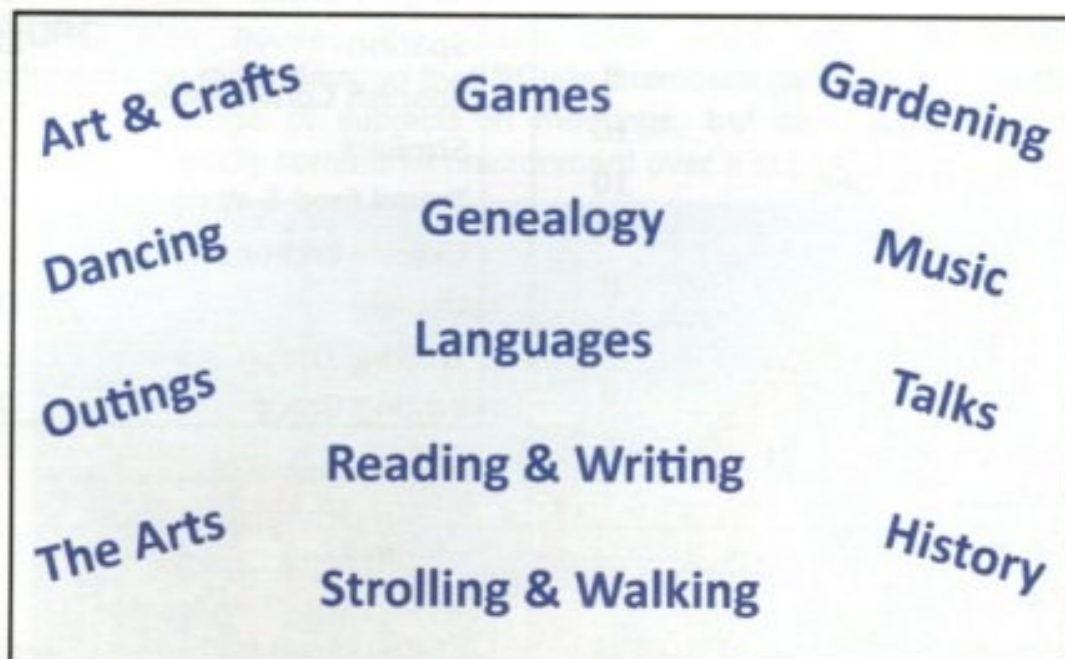 Art & Crafts
Games
Gardening
Dancing
Genealogy
Music
Languages
Outings
Talks
Reading & Writing
The Arts
History
Strolling & Walking